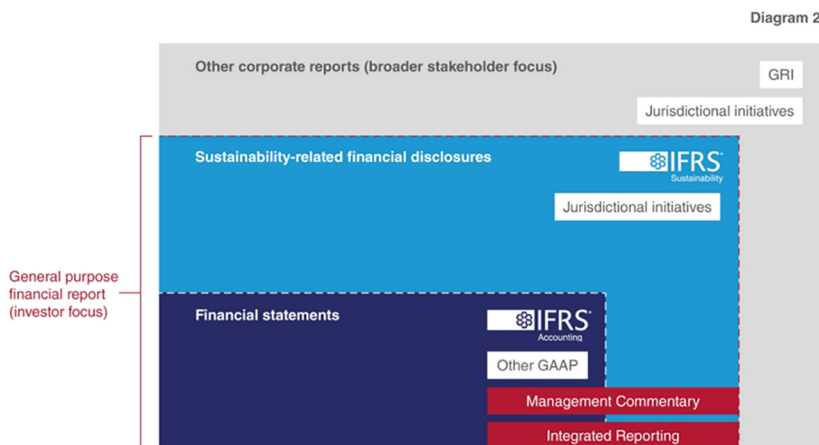 Diagram 2
Other corporate reports (broader stakeholder focus)
GRI
Jurisdictional initiatives
Sustainability-related financial disclosures
IFRS
Sustainability
Jurisdictional initiatives
General purpose
financial report
(investor focus)
Financial statements
IFRS
Accounting
Other GAAP
Management Commentary
Integrated Reporting